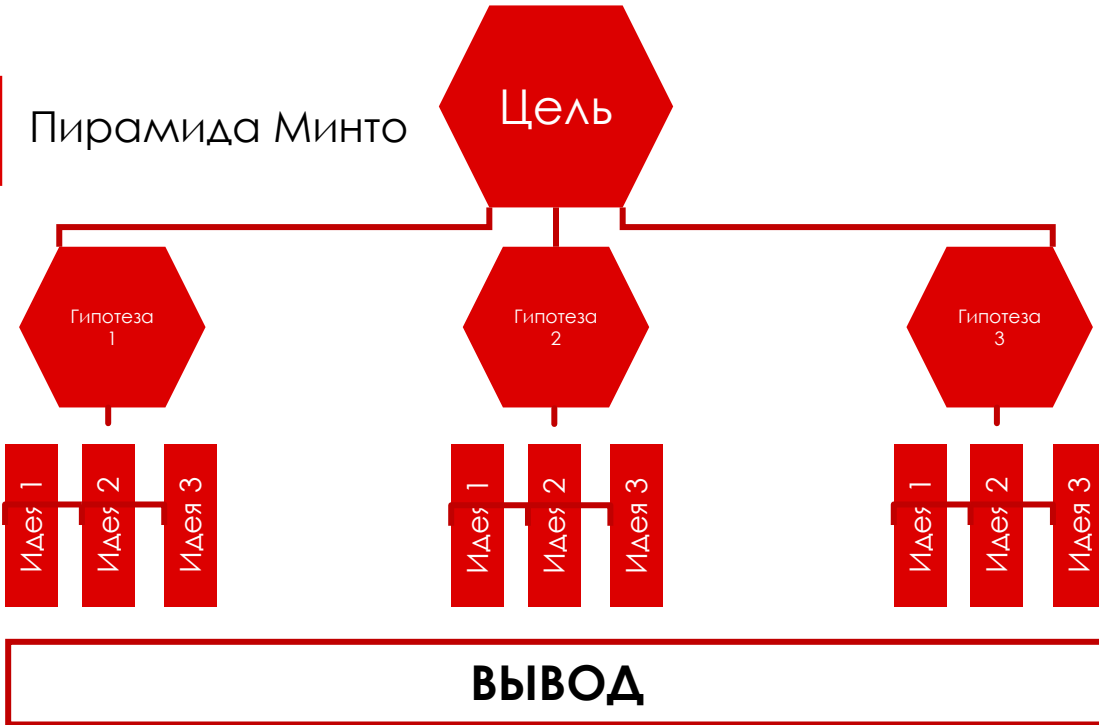 Цель
Пирамида Минто
Гипотеза
1
Гипотеза
2
Гипотеза
3
Идея 1
Идея 2
Идея 3
Идея 1
Идея 2
Идея 3
Идея 1
Идея 2
Идея 3
ВЫВОД